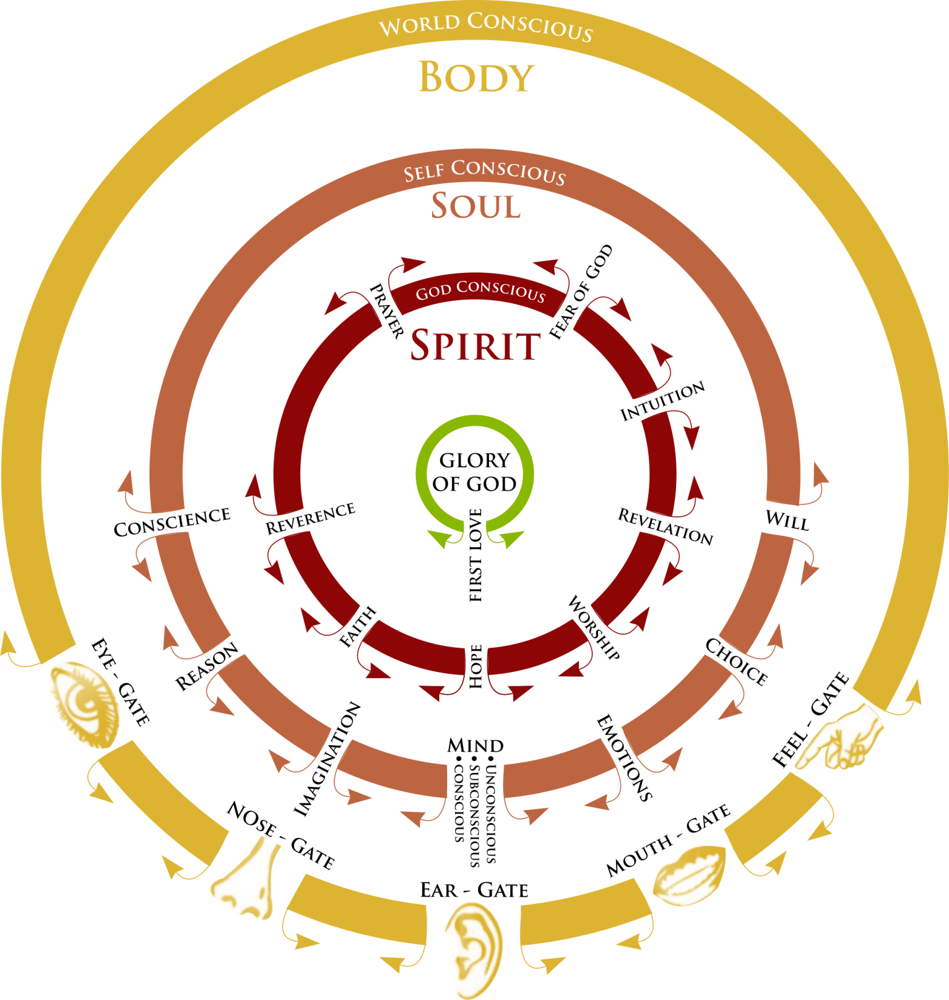 World Conscious
Body
Self Conscious
Soul
God Conscious
Spirit
Prayer
Fear of God
Intuition
Revelation
Worship
Hope
Faith
Reverence
GLORY
OF GOD
FIRST LOVE
Conscience
Reason
Imagination
Mind
• Conscious
• Subconscious
• Unconscious
Emotions
Choice
Will
Eye - Gate
Nose - Gate
Ear - Gate
Mouth - Gate
Feel - Gate